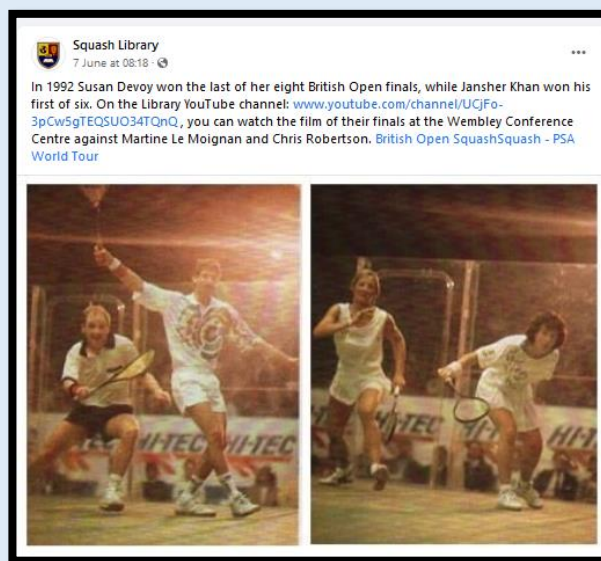 Squash Library
7 June at 08:18 ·
In 1992 Susan Devoy won the last of her eight British Open finals, while Jansher Khan won his
first of six. On the Library YouTube channel: www.youtube.com/channel/UCjFo-
3pCw5gTEQSUO34TQnQ , you can watch the film of their finals at the Wembley Conference
Centre against Martine Le Moignan and Chris Robertson. British Open SquashSquash - PSA
World Tour
HI-TEC HI-TEC
HI-TEC HI-T